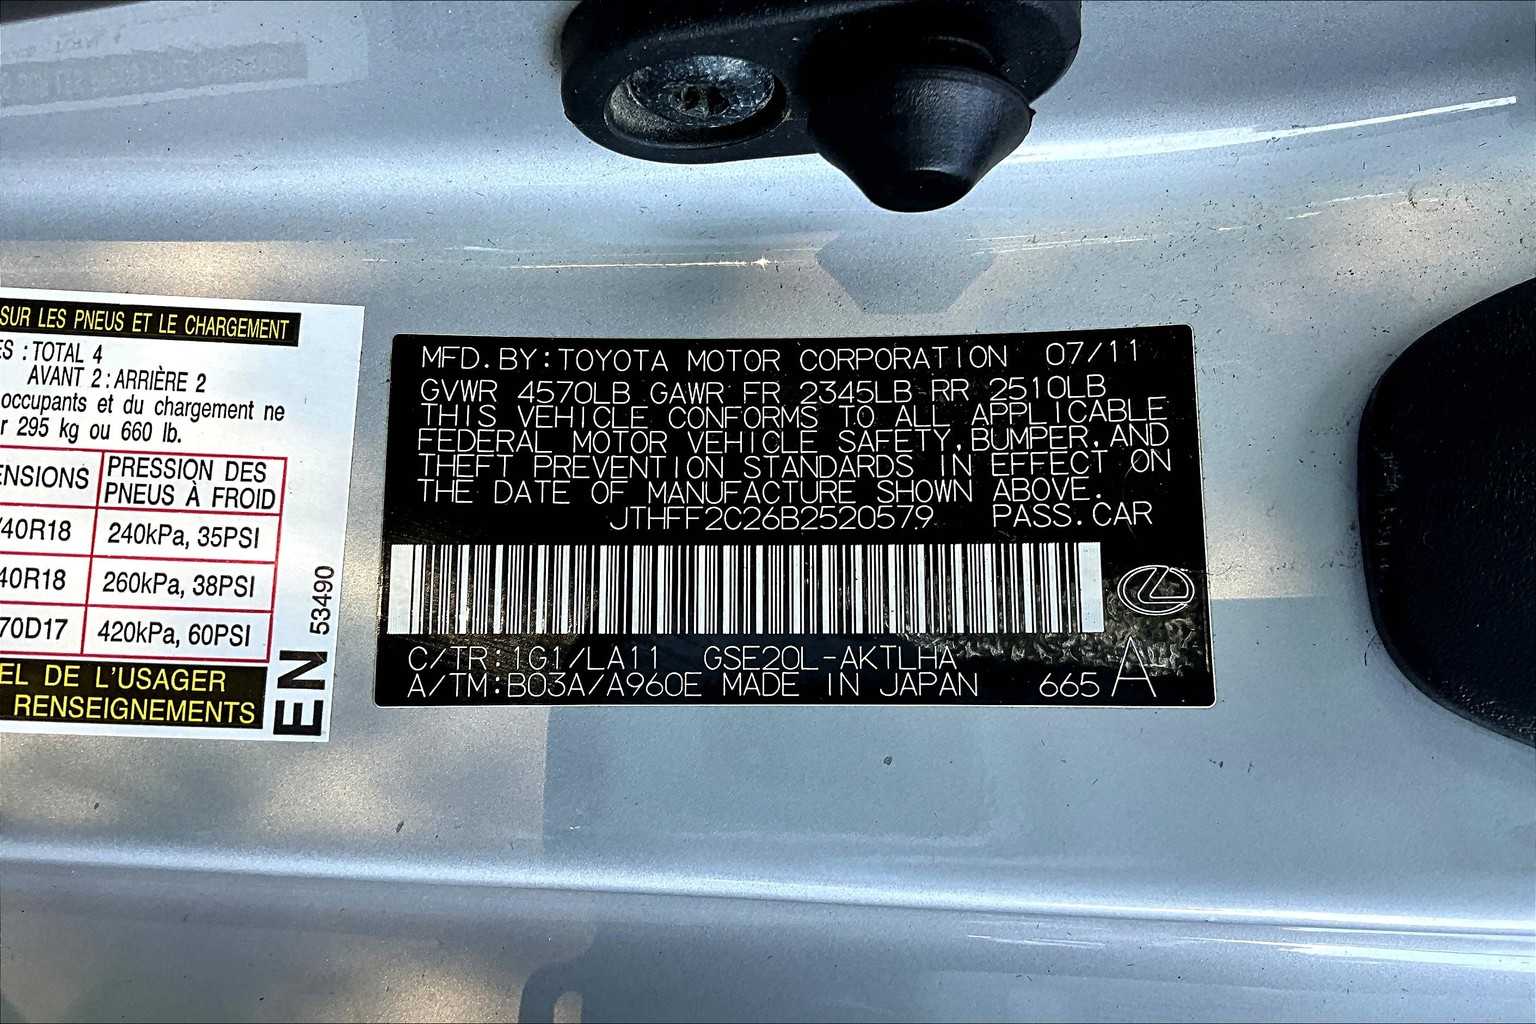 SUR LES PNEUS ET LE CHARGEMENT
: TOTAL 4
AVANT 2 : ARRIÈRE 2
occupants et du chargement ne
295 kg ou 660 lb.
PRESSION DES
PNEUS À FROID
40R18 240kPa, 35PSI
40R18 260kPa, 38PSI
70D17 420kPa, 60PSI
DE L'USAGER
RENSEIGNEMENTS
EN
53490
MFD. BY: TOYOTA MOTOR CORPORATION 07/11
GVWR 4570LB GAWR FR 2345LB RR 2510LB
THIS VEHICLE CONFORMS TO ALL APPLICABLE
FEDERAL MOTOR VEHICLE SAFETY, BUMPER, AND
THEFT PREVENTION STANDARDS IN EFFECT ON
THE DATE OF MANUFACTURE SHOWN ABOVE.
JTHFF2C26B2520579 PASS. CAR
C/TR: 1G1/LA11 GSE20L-AKTLHA
A/TM: B03A/A960E MADE IN JAPAN 665 A